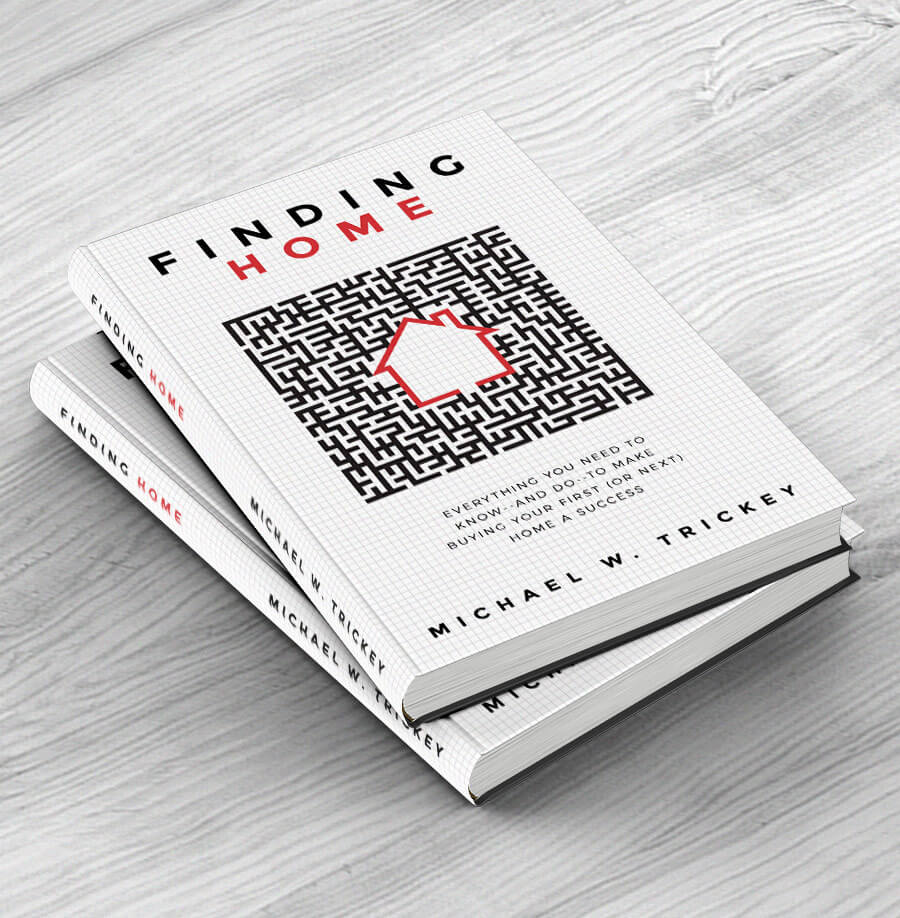 FINDING
HOME
EVERYTHING YOU NEED TO
KNOW--AND DO--TO MAKE
BUYING YOUR FIRST (OR NEXT)
HOME A SUCCESS
MICHAEL W. TRICKEY
FINDING HOME
MICHAEL W. TRICKEY
FINDING HOME
MICHAEL W. TRICKEY
MICH